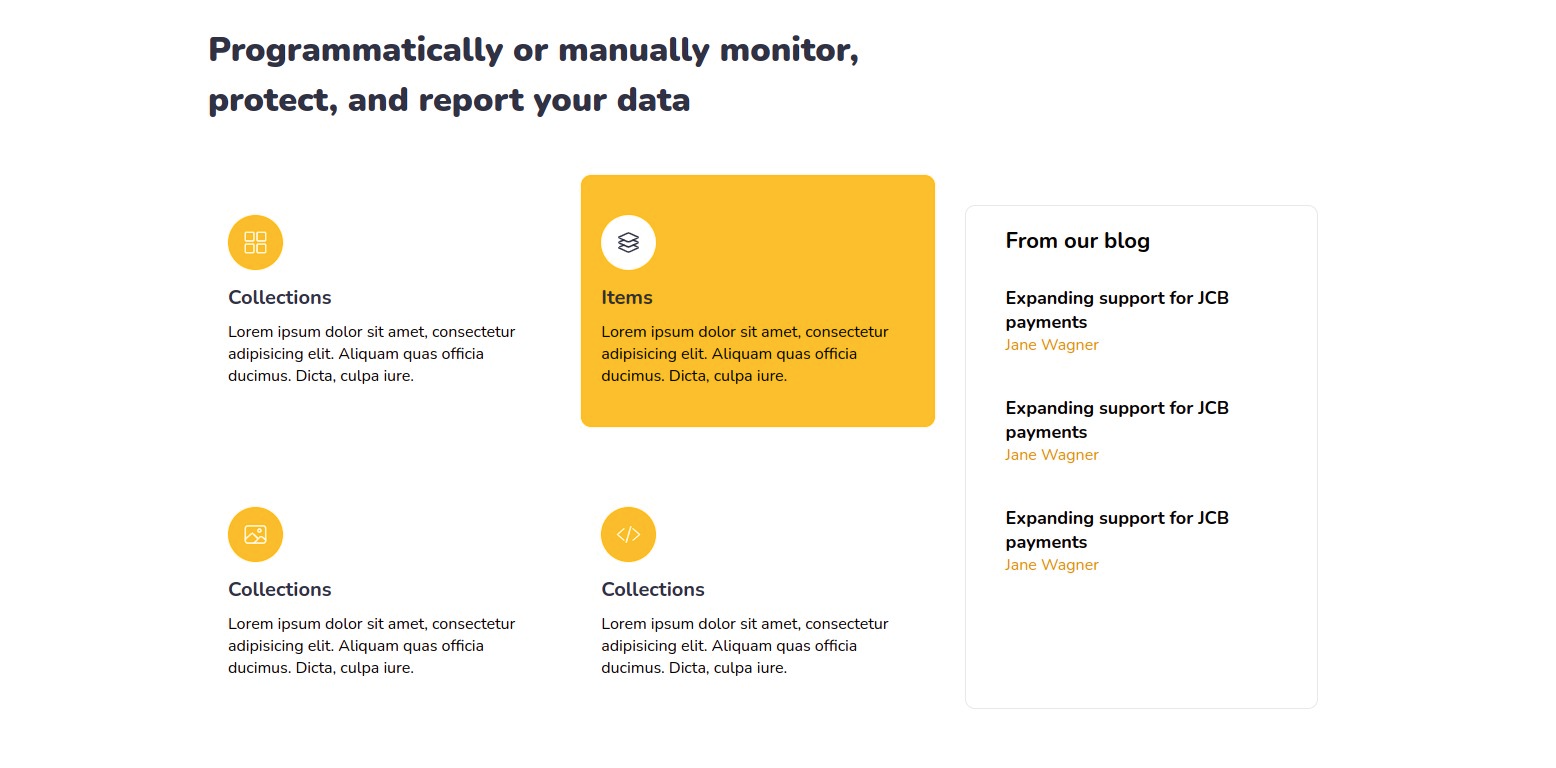 Programmatically or manually monitor,
protect, and report your data
Collections
Lorem ipsum dolor sit amet, consectetur
adipisicing elit. Aliquam quas officia
ducimus. Dicta, culpa iure.
Items
Lorem ipsum dolor sit amet, consectetur
adipisicing elit. Aliquam quas officia
ducimus. Dicta, culpa iure.
Collections
Lorem ipsum dolor sit amet, consectetur
adipisicing elit. Aliquam quas officia
ducimus. Dicta, culpa iure.
Collections
Lorem ipsum dolor sit amet, consectetur
adipisicing elit. Aliquam quas officia
ducimus. Dicta, culpa iure.
From our blog
Expanding support for JCB
payments
Jane Wagner
Expanding support for JCB
payments
Jane Wagner
Expanding support for JCB
payments
Jane Wagner